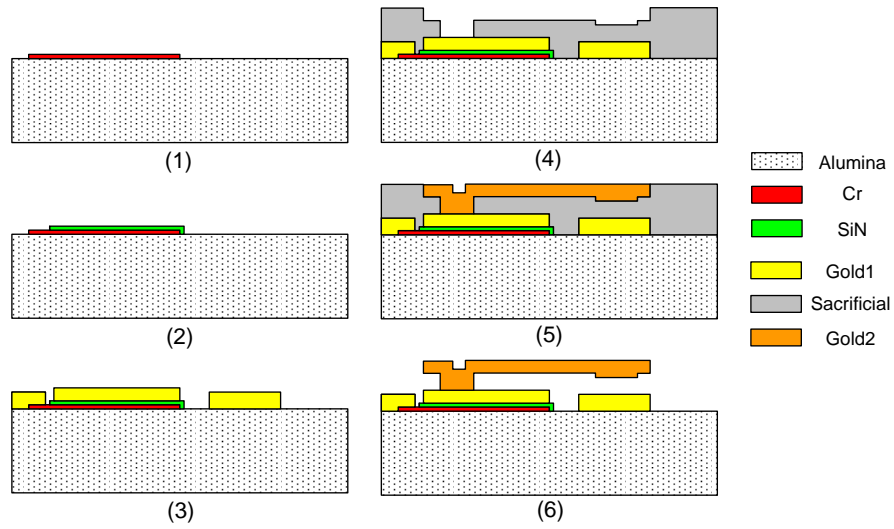 (1)
(4)
(2)
(5)
(3)
(6)
Alumina
Cr
SiN
Gold1
Sacrificial
Gold2